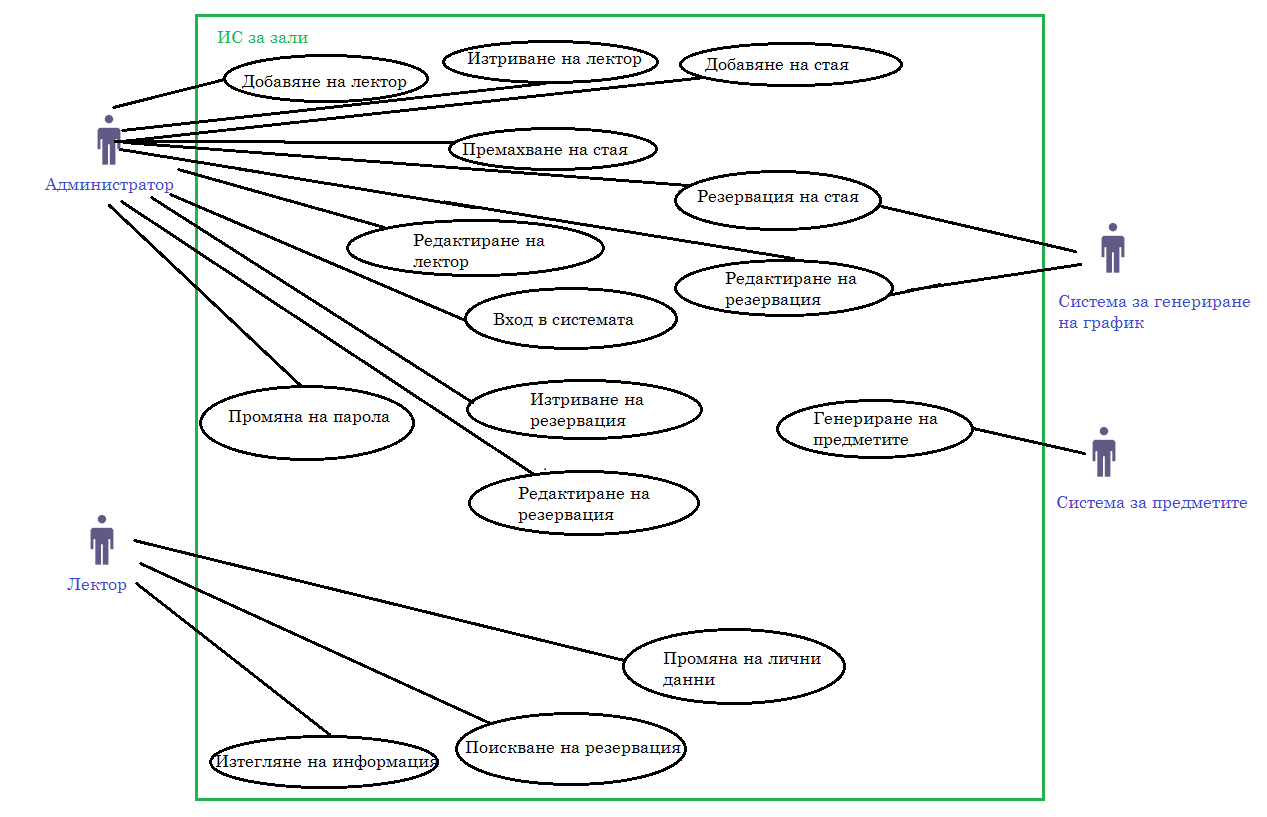 ИС за зали
Добавяне на лектор
Изтриване на лектор
Добавяне на стая
Премахване на стая
Администратор
Резервация на стая
Редактиране на
лектор
Редактиране на
резервация
Система за генериране
на график
Вход в системата
Промяна на парола
Изтриване на
резервация
Генериране на
предметите
Редактиране на
резервация
Система за предметите
Лектор
Промяна на лични
данни
Поискване на резервация
Изтегляне на информация